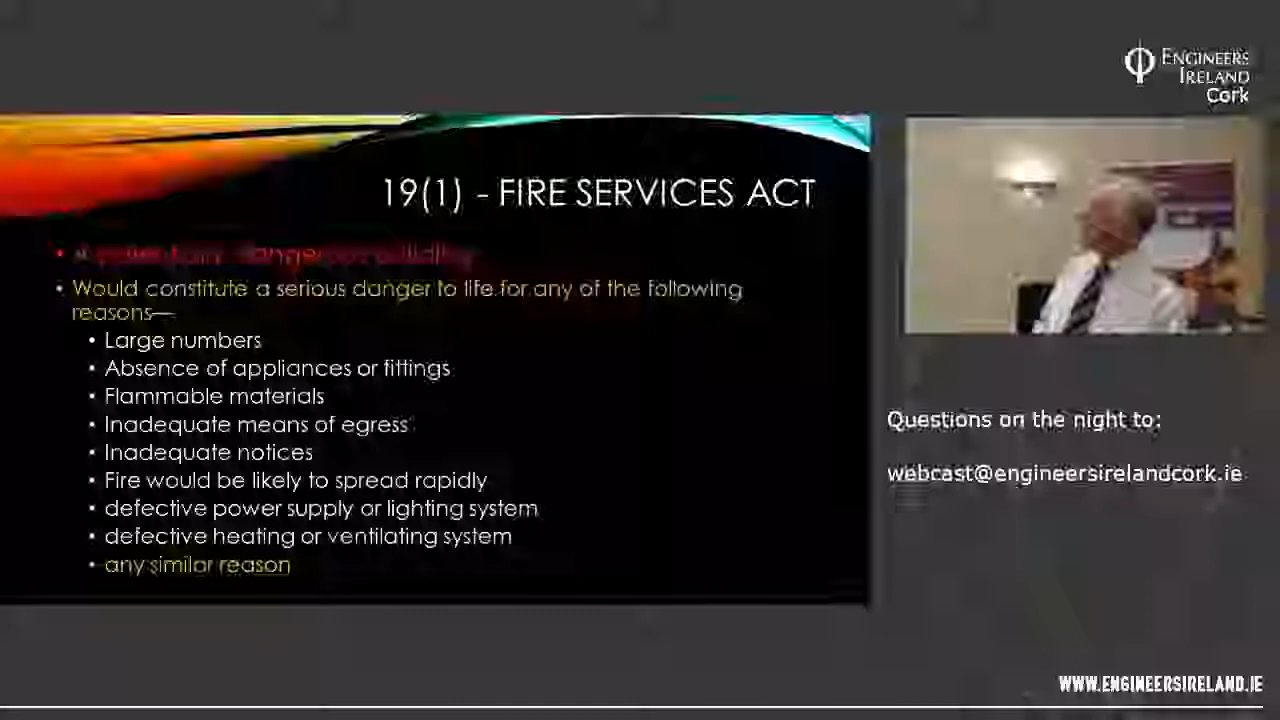 ENGINEERS
IRELAND
Cork
19(1) - FIRE SERVICES ACT
dangerous building
Would constitute a serious danger to life for any of the following
reasons—
Large numbers
Absence of appliances or fittings
Flammable materials
Inadequate means of egress
Inadequate notices
Fire would be likely to spread rapidly
defective power supply or lighting system
defective heating or ventilating system
any similar reason
Questions on the night to:
webcast@engineersirelandcork.ie
WWW.ENGINEERSIRELAND.IE